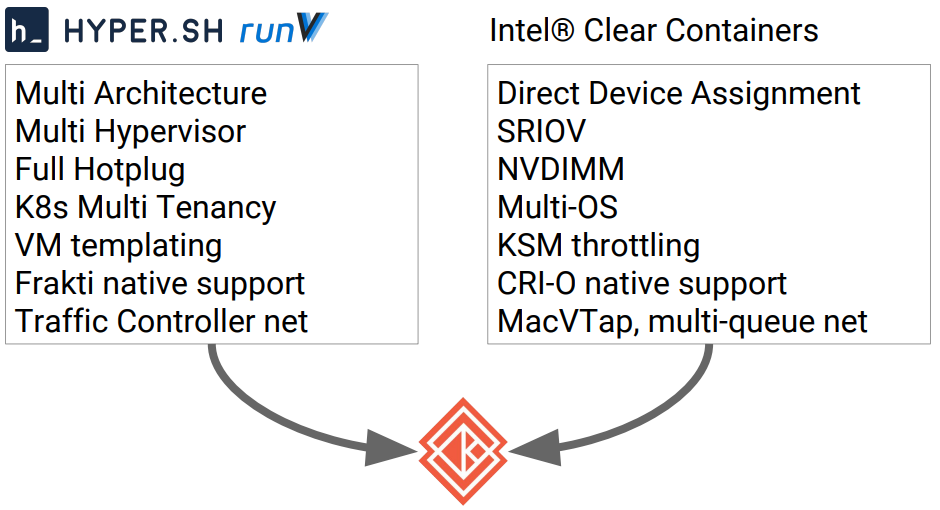 h_ HYPER.SH runV
Multi Architecture
Multi Hypervisor
Full Hotplug
K8s Multi Tenancy
VM templating
Frakti native support
Traffic Controller net
Intel® Clear Containers
Direct Device Assignment
SRIOV
NVDIMM
Multi-OS
KSM throttling
CRI-O native support
MacVTap, multi-queue net